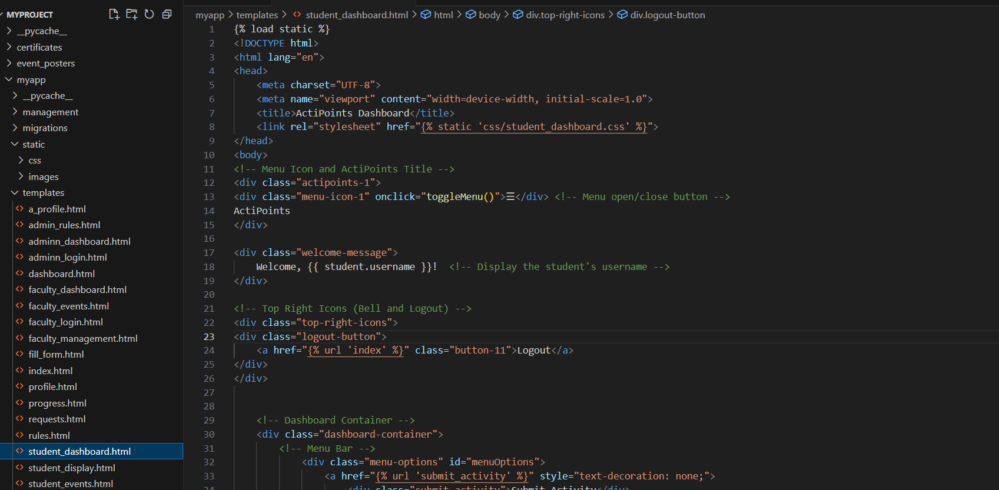 MYPROJECT
__pycache__
certificates
event_posters
myapp
__pycache__
management
migrations
static
css
images
templates
a_profile.html
admin_rules.html
adminn_dashboard.html
adminn_login.html
dashboard.html
faculty_dashboard.html
faculty_events.html
faculty_login.html
faculty_management.html
fill_form.html
index.html
profile.html
progress.html
requests.html
rules.html
student_dashboard.html
student_display.html
student_events.html
myapp > templates > <> student_dashboard.html > html > body > div.top-right-icons > div.logout-button
1 {% load static %}
2 <!DOCTYPE html>
3 <html lang="en">
4 <head>
5     <meta charset="UTF-8">
6     <meta name="viewport" content="width=device-width, initial-scale=1.0">
7     <title>ActiPoints Dashboard</title>
8     <link rel="stylesheet" href="{% static 'css/student_dashboard.css' %}">
9 </head>
10 <body>
11 <!-- Menu Icon and ActiPoints Title -->
12 <div class="actipoints-1">
13 <div class="menu-icon-1" onclick="toggleMenu()">☰</div> <!-- Menu open/close button -->
14 ActiPoints
15 </div>
16
17 <div class="welcome-message">
18     Welcome, {{ student.username }}!  <!-- Display the student's username -->
19 </div>
20
21 <!-- Top Right Icons (Bell and Logout) -->
22 <div class="top-right-icons">
23 <div class="logout-button">
24     <a href="{% url 'index' %}" class="button-11">Logout</a>
25 </div>
26 </div>
27
28
29     <!-- Dashboard Container -->
30     <div class="dashboard-container">
31         <!-- Menu Bar -->
32             <div class="menu-options" id="menuOptions">
33                 <a href="{% url 'submit_activity' %}" style="text-decoration: none;">
34                     <div class="submit_activity">Submit Activity</div>